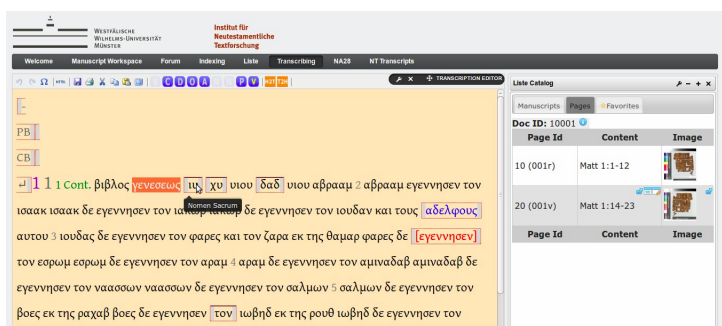 WESTFÄLISCHE
WILHELMS-UNIVERSITÄT
MÜNSTER
Institut für
Neutestamentliche
Textforschung
Welcome Manuscript Workspace Forum Indexing Liste Transcribing NA28 NT Transcripts
Ω HTML C D O A P V H2T T2H TRANSCRIPTION EDITOR
-
PB
CB
1 1 1 Cont. βιβλος γενεσεως ιυ χυ υιου δαδ υιου αβρααμ 2 αβρααμ εγεννησεν τον
Nomen Sacrum
ισαακ ισαακ δε εγεννησεν τον ιακωβ ιακωβ δε εγεννησεν τον ιουδαν και τους αδελφους
αυτου 3 ιουδας δε εγεννησεν τον φαρες και τον ζαρα εκ της θαμαρ φαρες δε [εγεννησεν]
τον εσρωμ εσρωμ δε εγεννησεν τον αραμ 4 αραμ δε εγεννησεν τον αμιναδαβ αμιναδαβ δε
εγεννησεν τον ναασσων ναασσων δε εγεννησεν τον σαλμων 5 σαλμων δε εγεννησεν τον
βοες εκ της ραχαβ βοες δε εγεννησεν τον ιωβηδ εκ της ρουθ ιωβηδ δε εγεννησεν τον
Liste Catalog
Manuscripts Pages Favorites
Doc ID: 10001
Page Id Content Image
10 (001r) Matt 1:1-12
20 (001v) Matt 1:14-23
Page Id Content Image